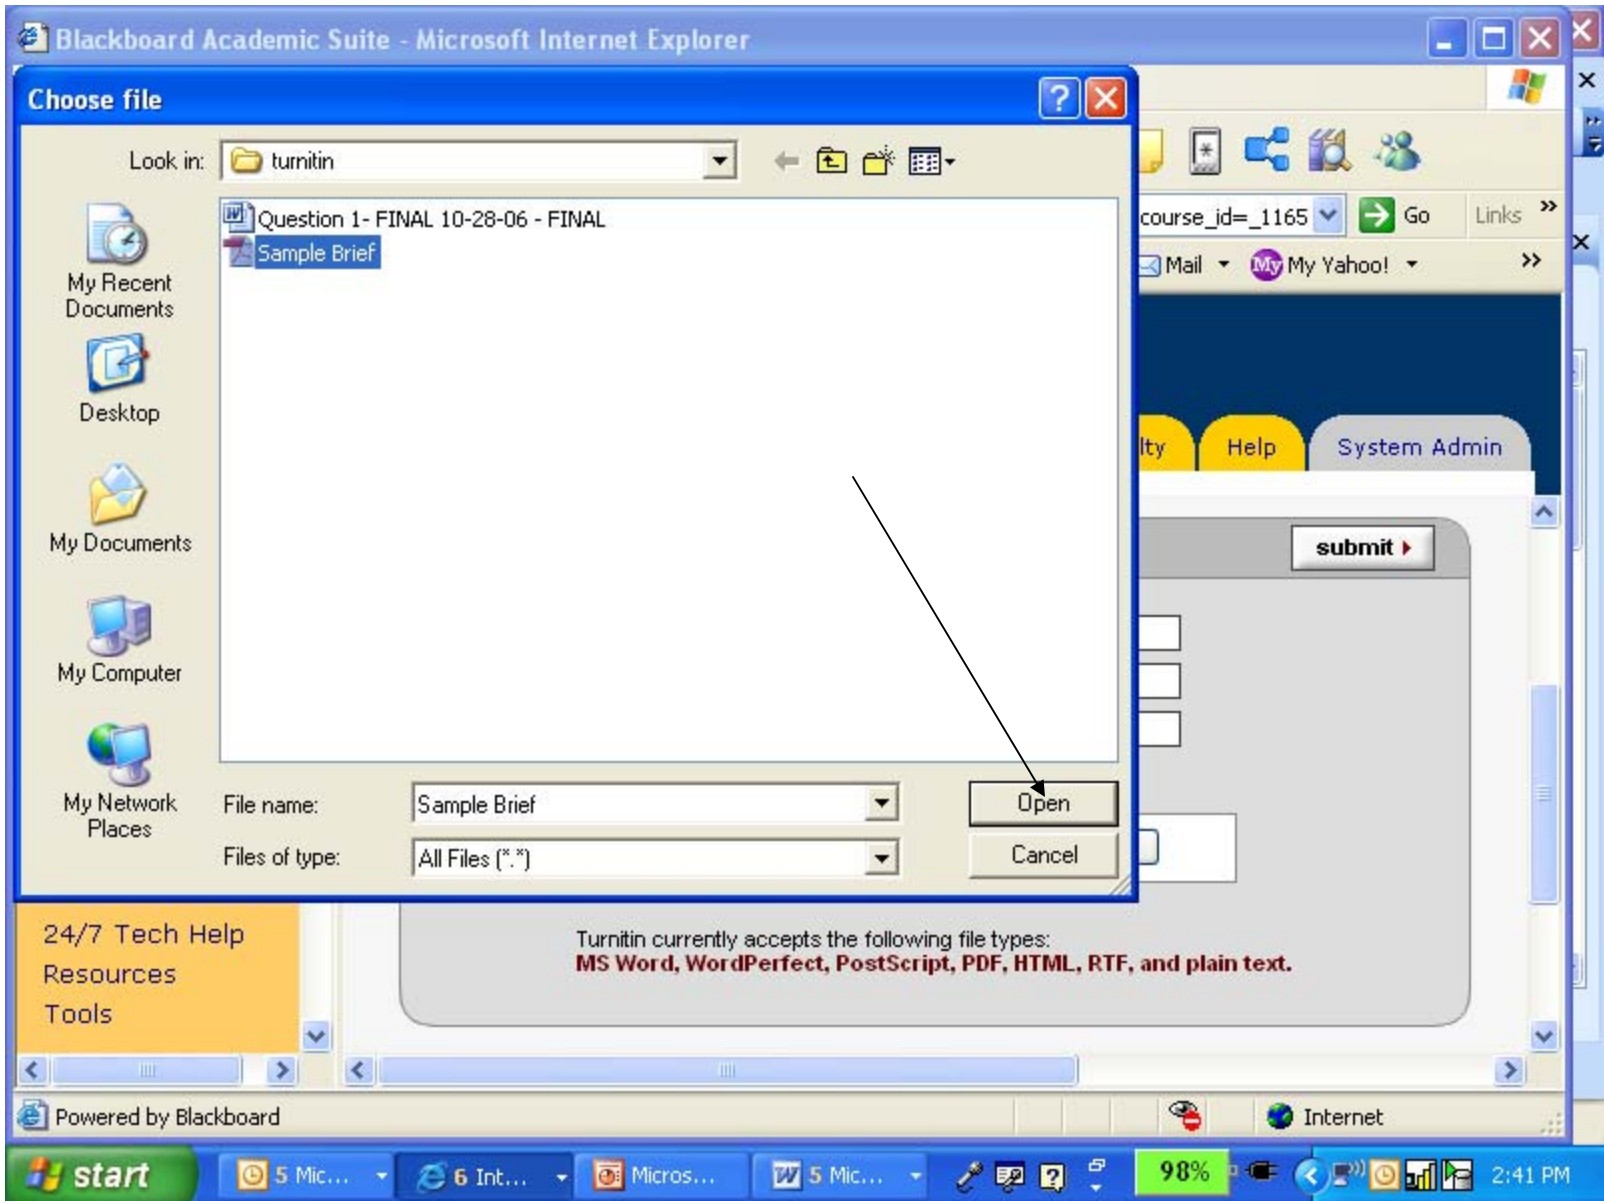 Blackboard Academic Suite - Microsoft Internet Explorer
Choose file
Look in:
turnitin
Question 1- FINAL 10-28-06 - FINAL
Sample Brief
My Recent
Documents
Desktop
My Documents
My Computer
My Network
Places
File name:
Sample Brief
Open
Files of type:
All Files (*.*)
Cancel
course_id=_1165
Go
Links
Mail
My
My Yahoo!
lty
Help
System Admin
submit
24/7 Tech Help
Resources
Tools
Turnitin currently accepts the following file types:
MS Word, WordPerfect, PostScript, PDF, HTML, RTF, and plain text.
Powered by Blackboard
Internet
start
5 Mic...
6 Int...
Micros...
5 Mic...
98%
2:41 PM